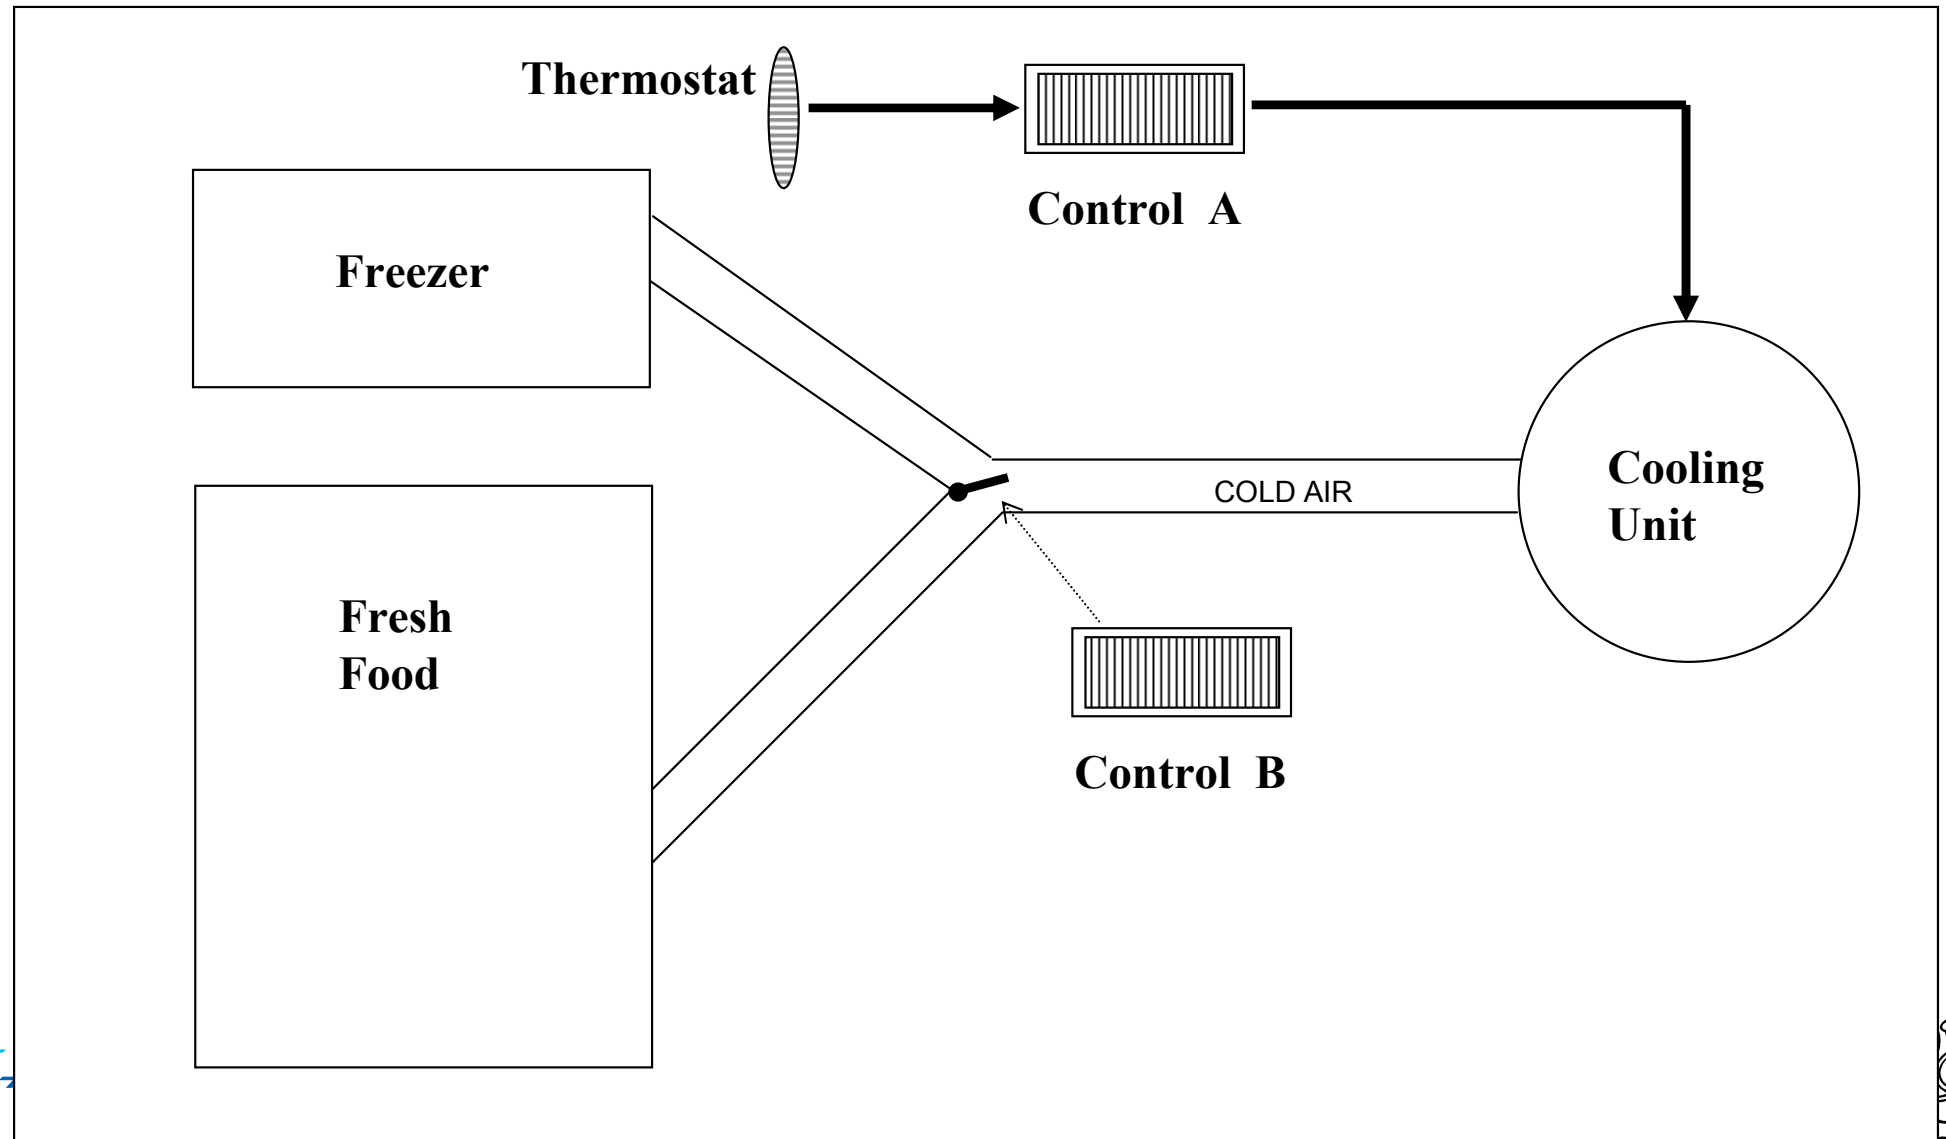 Thermostat
Control A
Freezer
COLD AIR
Cooling
Unit
Fresh
Food
Control B